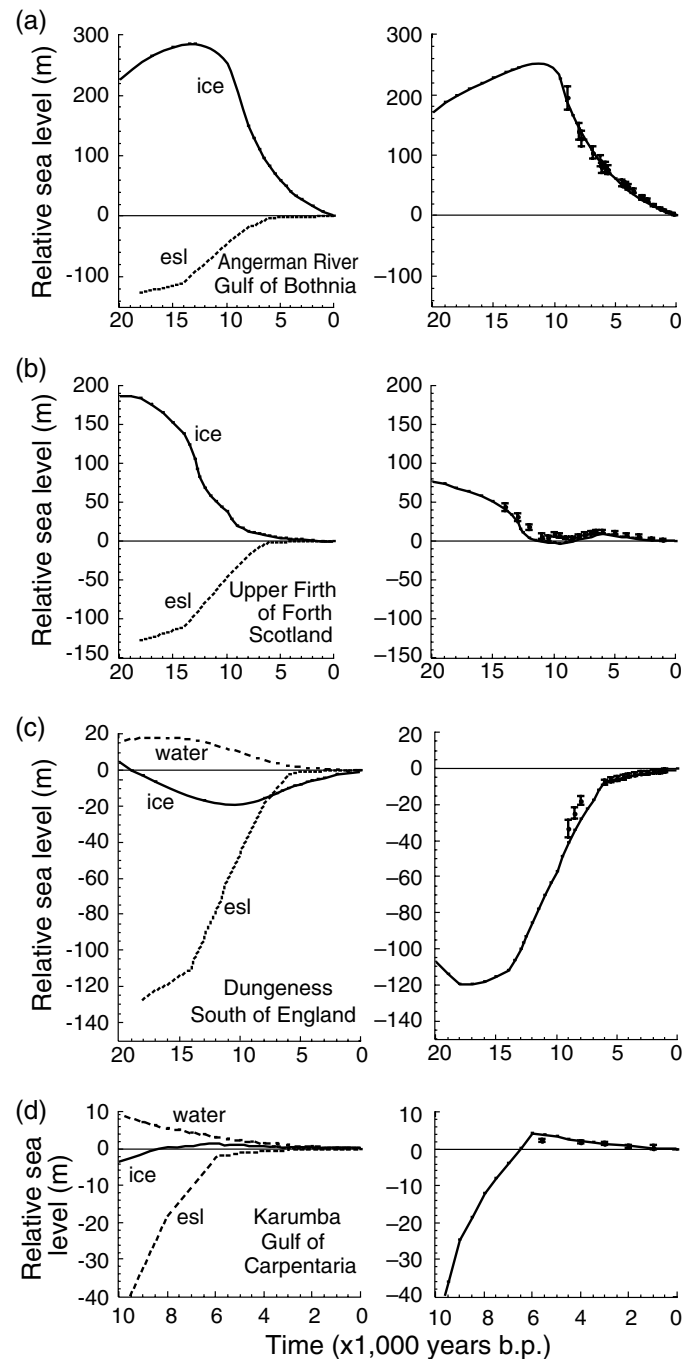 (a)
300
200
100
0
-100
20 15 10 5 0
Relative sea level (m)
ice
esl
Angerman River
Gulf of Bothnia
300
200
100
0
–100
20 15 10 5 0
(b)
200
150
100
50
0
-50
-100
-150
20 15 10 5 0
Relative sea level (m)
ice
esl
Upper Firth
of Forth
Scotland
200
150
100
50
0
–50
–100
–150
20 15 10 5 0
(c)
20
0
-20
-40
-60
-80
-100
-120
-140
20 15 10 5 0
Relative sea level (m)
water
ice
esl
Dungeness
South of England
20
0
–20
–40
–60
–80
–100
–120
–140
20 15 10 5 0
(d)
10
0
-10
-20
-30
-40
10 8 6 4 2 0
Relative sea
level (m)
water
ice
esl
Karumba
Gulf of
Carpentaria
10
0
–10
–20
–30
–40
10 8 6 4 2 0
Time (x1,000 years b.p.)